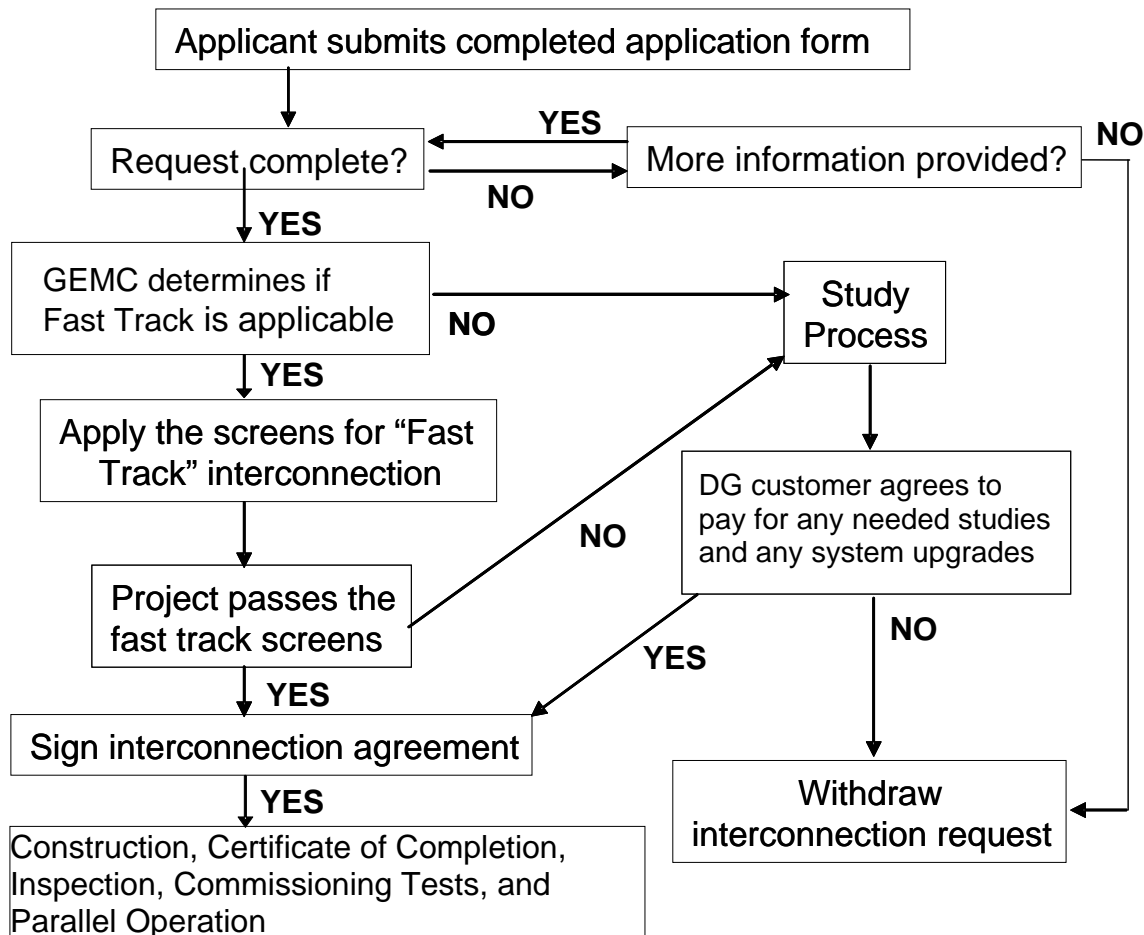 Applicant submits completed application form
YES
NO
Request complete?
More information provided?
NO
YES
GEMC determines if
Fast Track is applicable
NO
Study
Process
YES
Apply the screens for “Fast
Track” interconnection
DG customer agrees to
pay for any needed studies
and any system upgrades
NO
Project passes the
fast track screens
NO
YES
YES
Sign interconnection agreement
Withdraw
interconnection request
YES
Construction, Certificate of Completion,
Inspection, Commissioning Tests, and
Parallel Operation